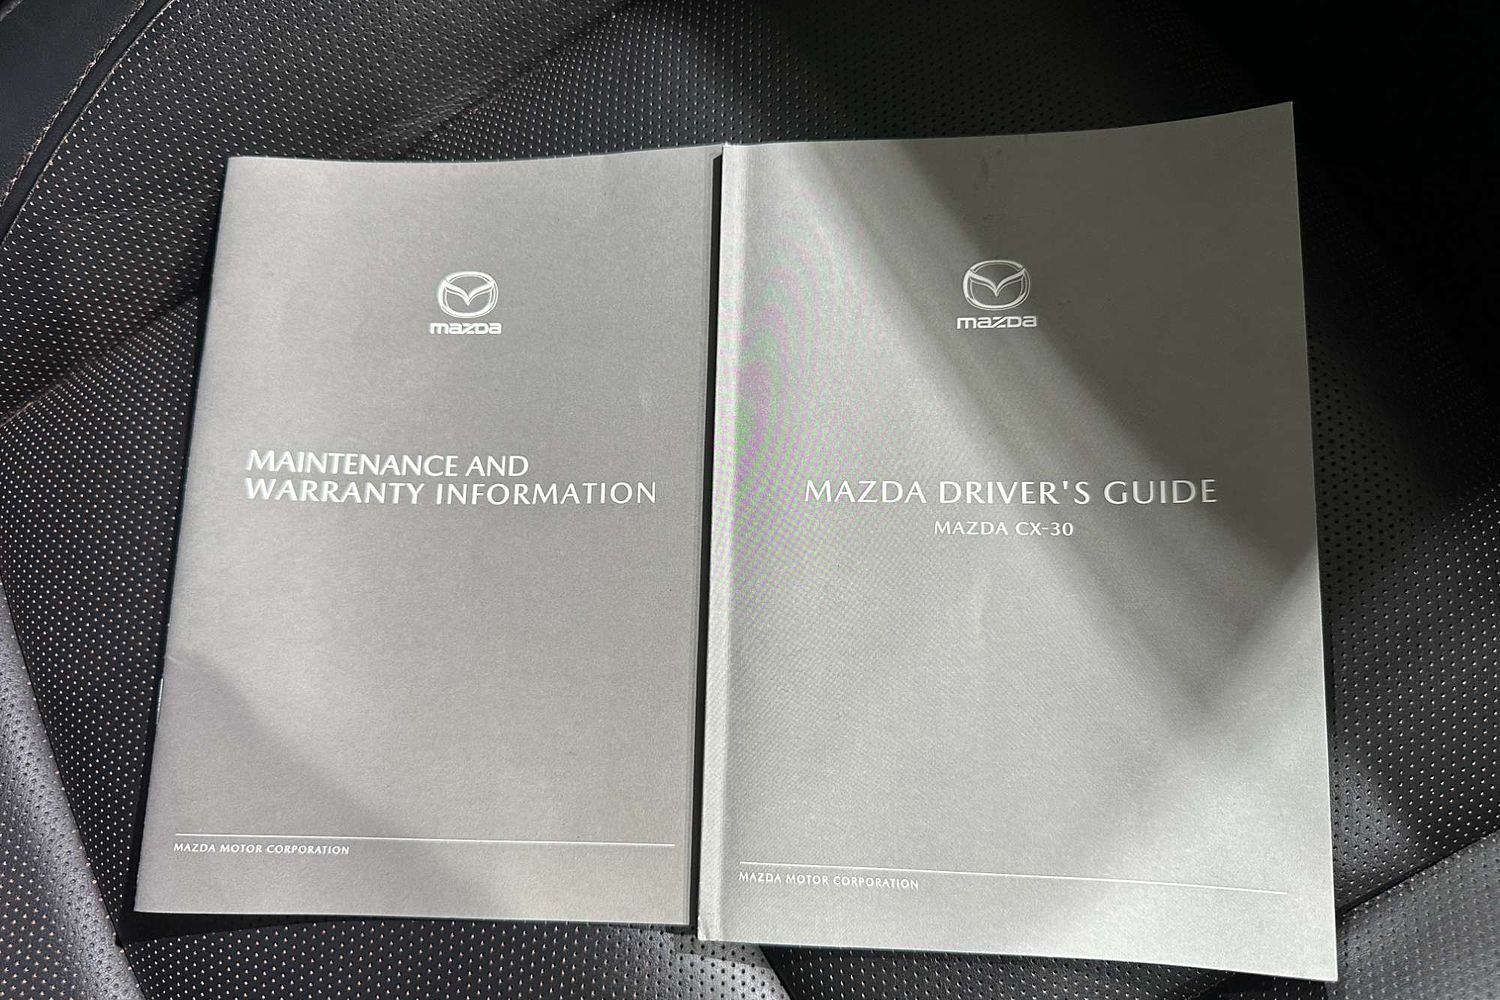 mazda
MAINTENANCE AND
WARRANTY INFORMATION
MAZDA MOTOR CORPORATION
mazda
MAZDA DRIVER'S GUIDE
MAZDA CX-30
MAZDA MOTOR CORPORATION